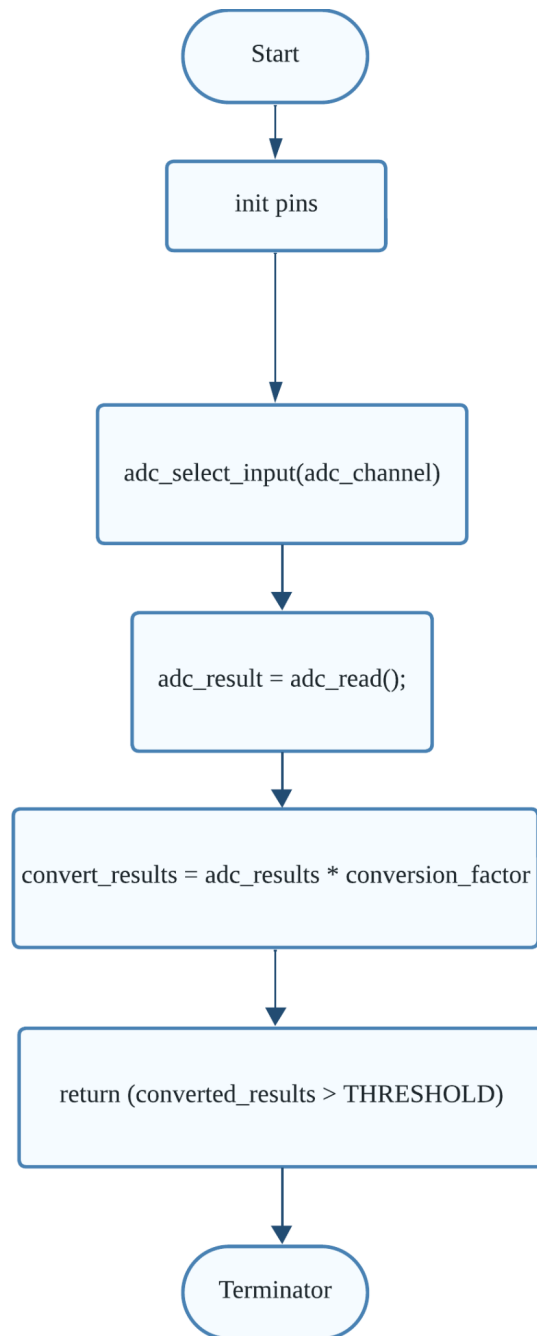 Start
init pins
adc_select_input(adc_channel)
adc_result = adc_read();
convert_results = adc_results * conversion_factor
return (converted_results > THRESHOLD)
Terminator